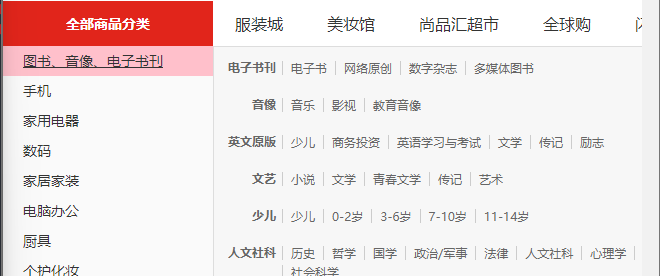 全部商品分类 服装城 美妆馆 尚品汇超市 全球购
图书、音像、电子书刊
手机
家用电器
数码
家居家装
电脑办公
厨具
个护化妆
电子书刊 电子书 网络原创 数字杂志 多媒体图书
音像 音乐 影视 教育音像
英文原版 少儿 商务投资 英语学习与考试 文学 传记 励志
文艺 小说 文学 青春文学 传记 艺术
少儿 少儿 0-2岁 3-6岁 7-10岁 11-14岁
人文社科 历史 哲学 国学 政治/军事 法律 人文社科 心理学
社会科学